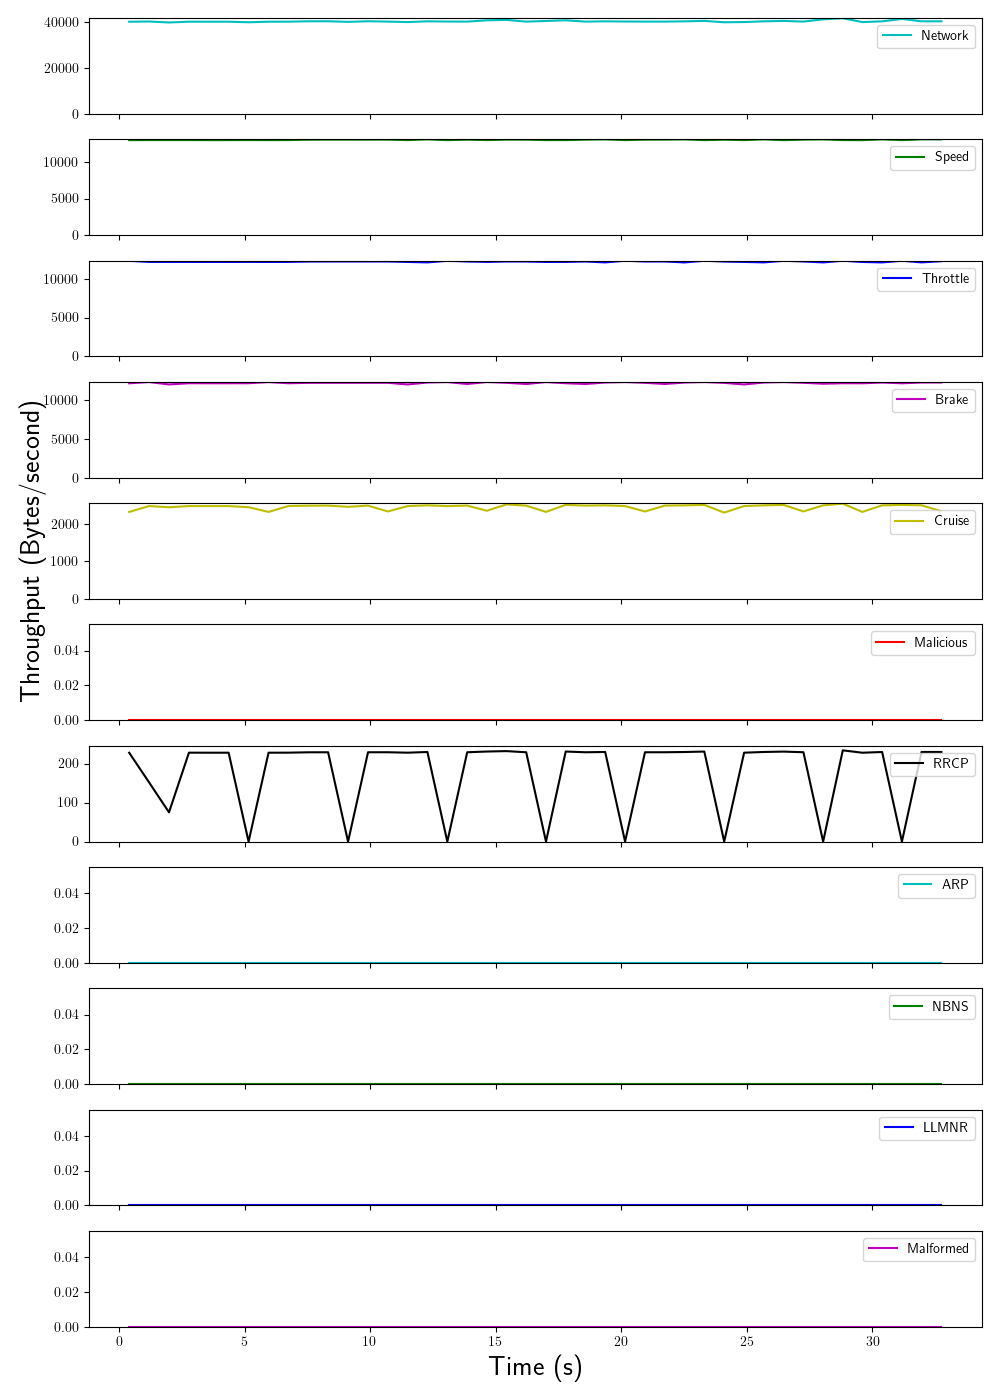 40000
Network
20000
0
Speed
10000
5000
0
Throttle
10000
5000
0
Brake
10000
5000
0
Throughput (Bytes/second)
Cruise
2000
1000
0
Malicious
0.04
0.02
0.00
RRCP
200
100
0
ARP
0.04
0.02
0.00
NBNS
0.04
0.02
0.00
LLMNR
0.04
0.02
0.00
Malformed
0.04
0.02
0.00
0 5 10 15 20 25 30
Time (s)